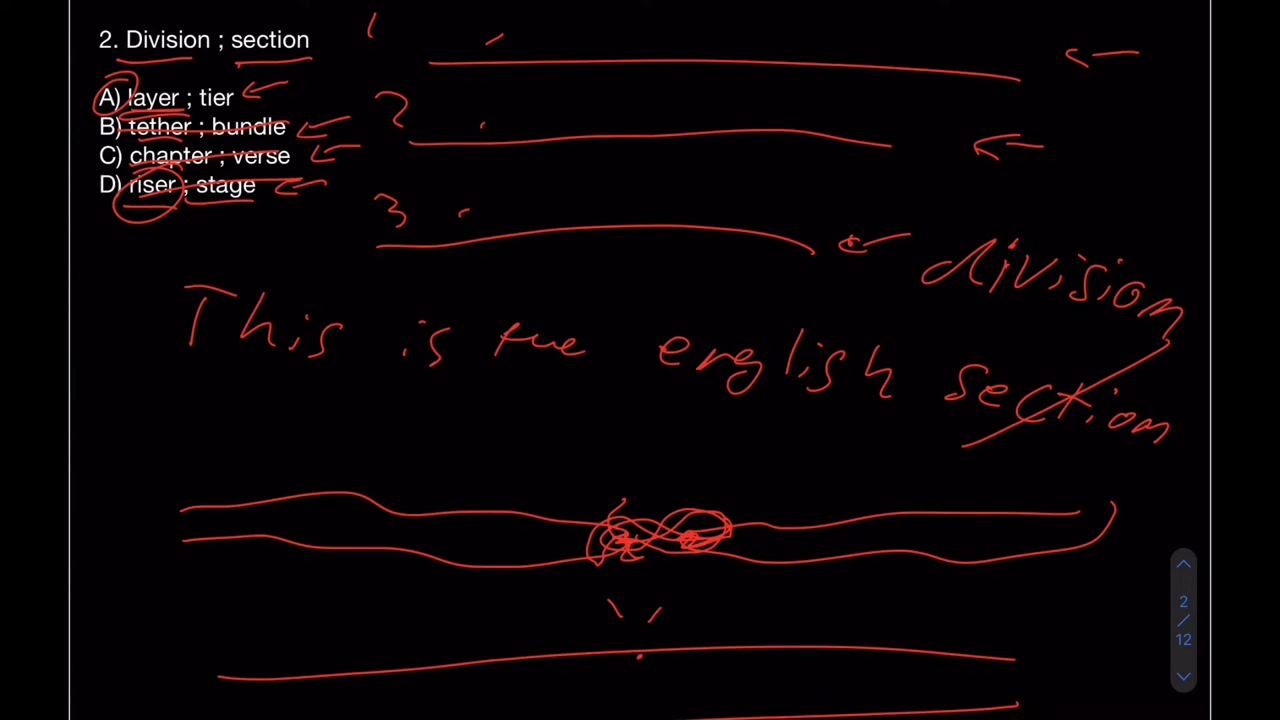 2. Division ; section
A) layer ; tier
B) tether ; bundle
C) chapter ; verse
D) riser ; stage
1
2
3
division
This is the english section
2
/
12